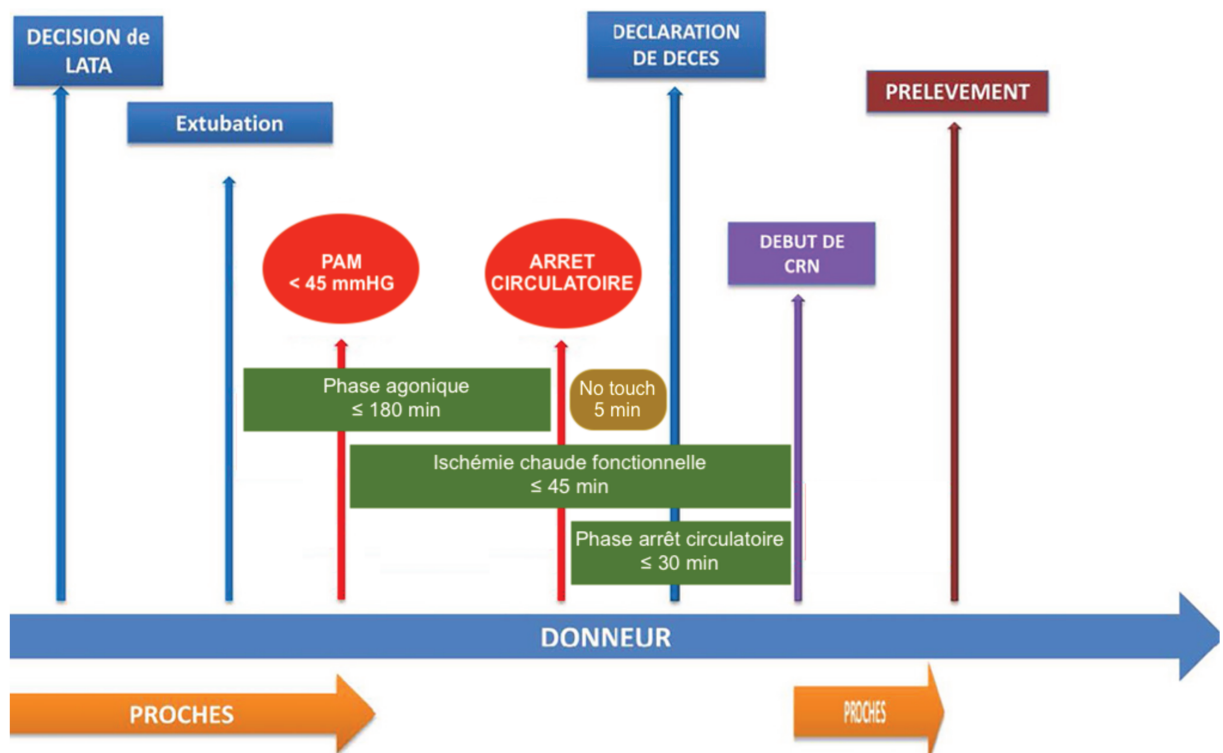 DÉCISION de
LATA
Extubation
PAM
< 45 mmHG
ARRET
CIRCULATOIRE
DECLARATION
DE DECES
DEBUT DE
CRN
PRELEVEMENT
Phase agonique
≤ 180 min
No touch
5 min
Ischémie chaude fonctionnelle
≤ 45 min
Phase arrêt circulatoire
≤ 30 min
DONNEUR
PROCHES
PROCHES